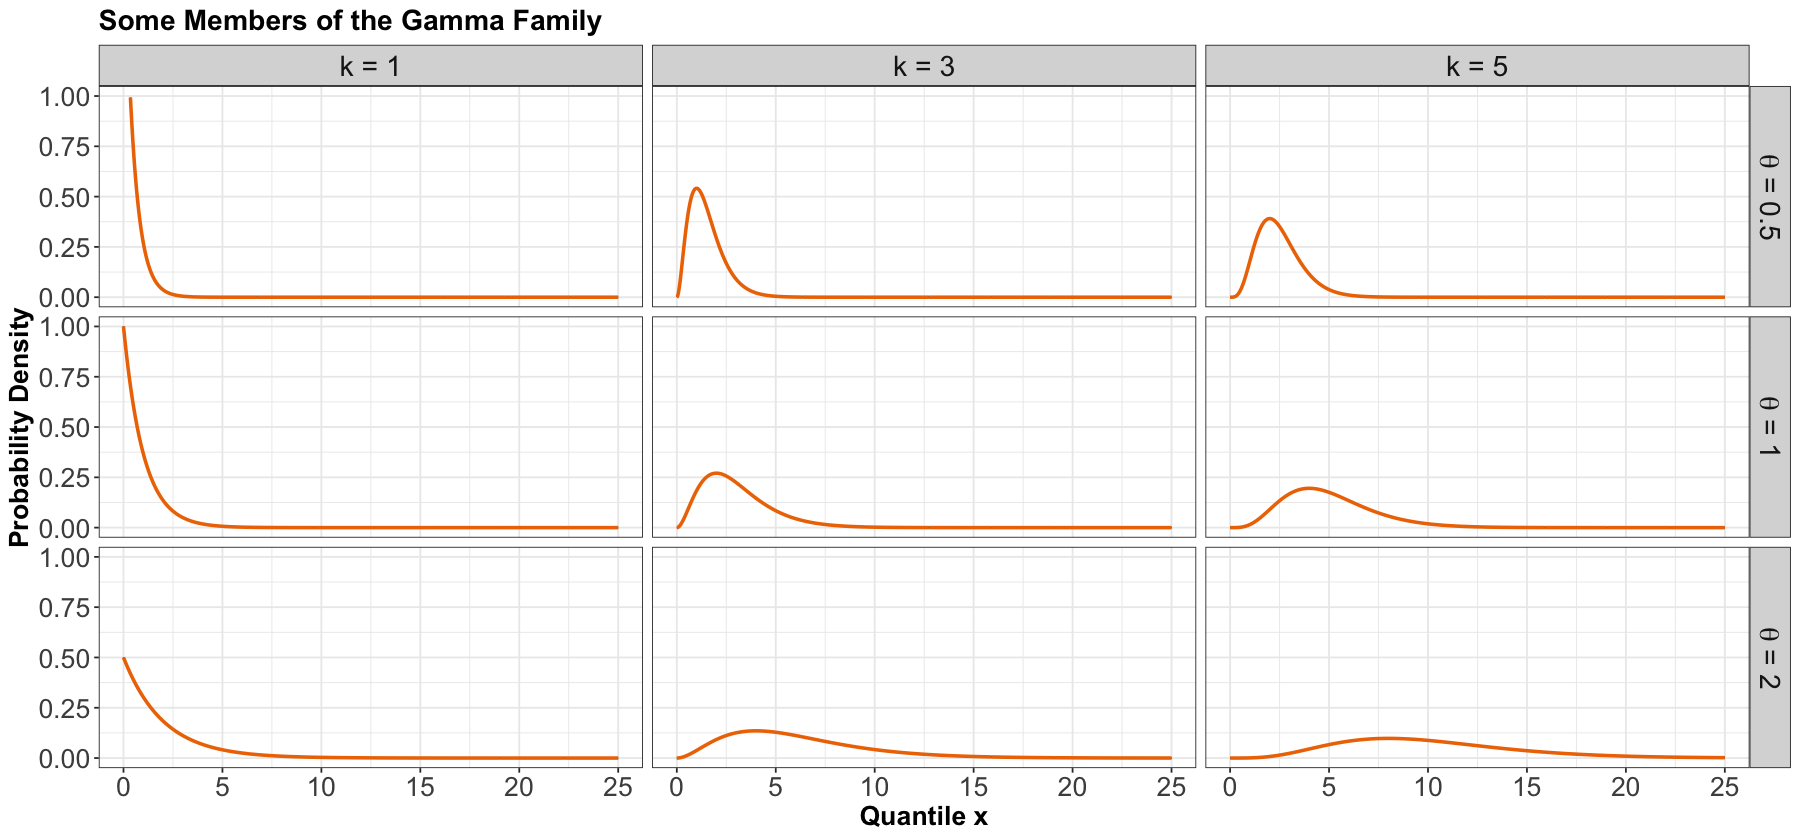 Some Members of the Gamma Family
k = 1
k = 3
k = 5
1.00
0.75
0.50
0.25
0.00
θ = 0.5
1.00
0.75
0.50
0.25
0.00
θ = 1
1.00
0.75
0.50
0.25
0.00
θ = 2
Probability Density
0 5 10 15 20 25
0 5 10 15 20 25
0 5 10 15 20 25
Quantile x